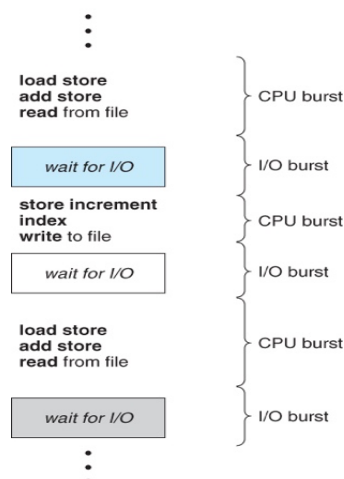 load store
add store
read from file
CPU burst
wait for I/O
I/O burst
store increment
index
write to file
CPU burst
wait for I/O
I/O burst
load store
add store
read from file
CPU burst
wait for I/O
I/O burst